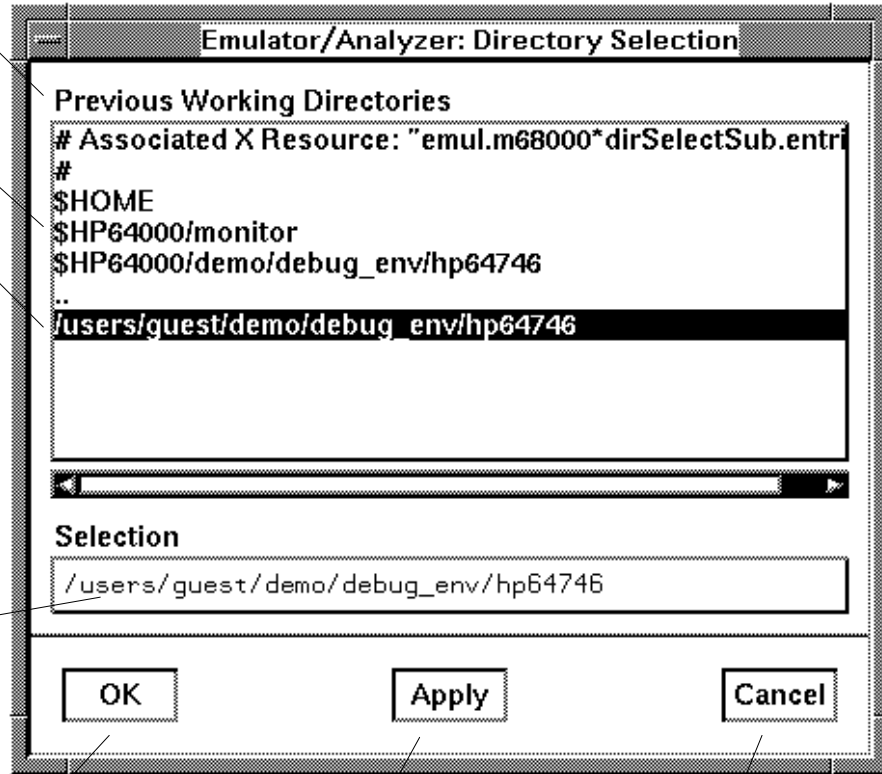 Emulator/Analyzer: Directory Selection
Previous Working Directories
# Associated X Resource: "emul.m68000*dirSelectSub.entri
#
$HOME
$HP64000/monitor
$HP64000/demo/debug_env/hp64746
..
/users/guest/demo/debug_env/hp64746
Selection
/users/guest/demo/debug_env/hp64746
OK Apply Cancel